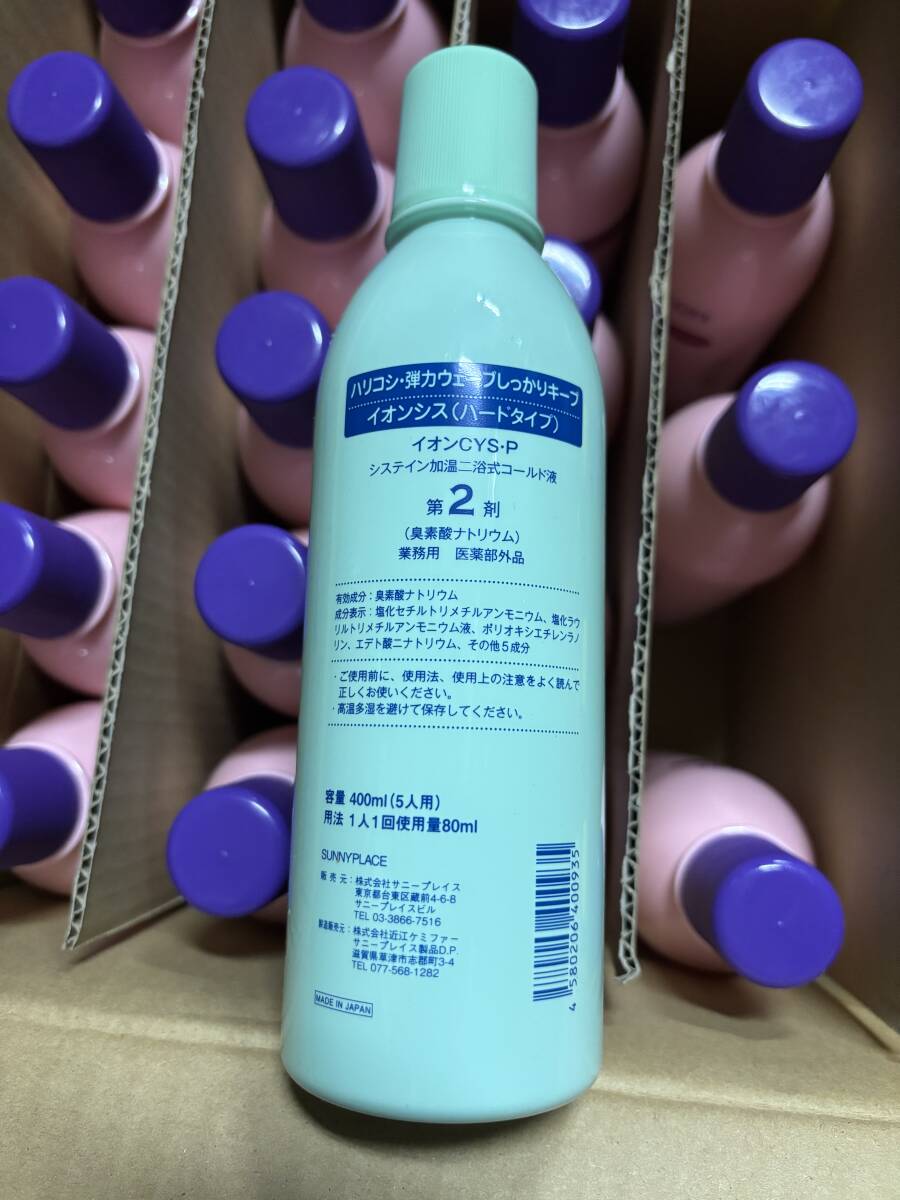 ハリコシ・弾力ウェーブしっかりキープ
イオンシス(ハードタイプ)
イオンCYS・P
システイン加温二浴式コールド液
第2剤
(臭素酸ナトリウム)
業務用 医薬部外品
有効成分：臭素酸ナトリウム
成分表示：塩化セチルトリメチルアンモニウム、塩化ラウ
リルトリメチルアンモニウム液、ポリオキシエチレンラノ
リン、エデト酸二ナトリウム、その他5成分
・ご使用前に、使用法、使用上の注意をよく読んで
正しくお使いください。
・高温多湿を避けて保存してください。
容量 400ml(5人用)
用法 1人1回使用量80ml
SUNNYPLACE
販売元：株式会社サニープレイス
東京都台東区蔵前4-6-8
サニープレイスビル
TEL 03-3866-7516
製造販売元：株式会社近江ケミファー
サニープレイス製品D.P.
滋賀県草津市志那町3-4
TEL 077-568-1282
MADE IN JAPAN
4 580206 400935